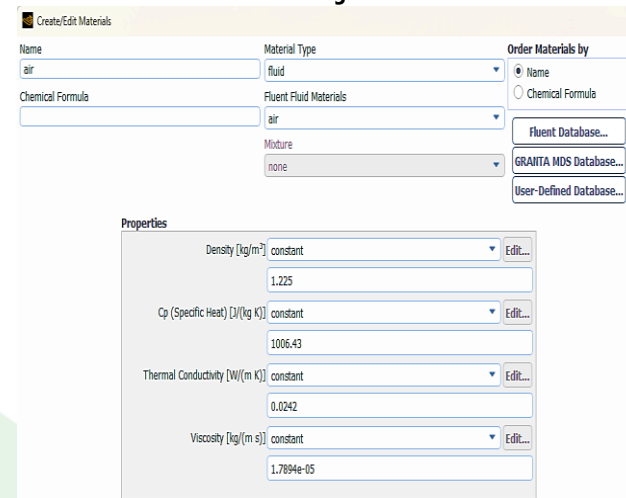 Create/Edit Materials
Name
Material Type
Order Materials by
air
fluid
Name
Chemical Formula
Chemical Formula
Fluent Fluid Materials
air
Fluent Database...
Mixture
none
GRANTA MDS Database...
User-Defined Database...
Properties
Density [kg/m³] constant Edit...
1.225
Cp (Specific Heat) [J/(kg K)] constant Edit...
1006.43
Thermal Conductivity [W/(m K)] constant Edit...
0.0242
Viscosity [kg/(m s)] constant Edit...
1.7894e-05